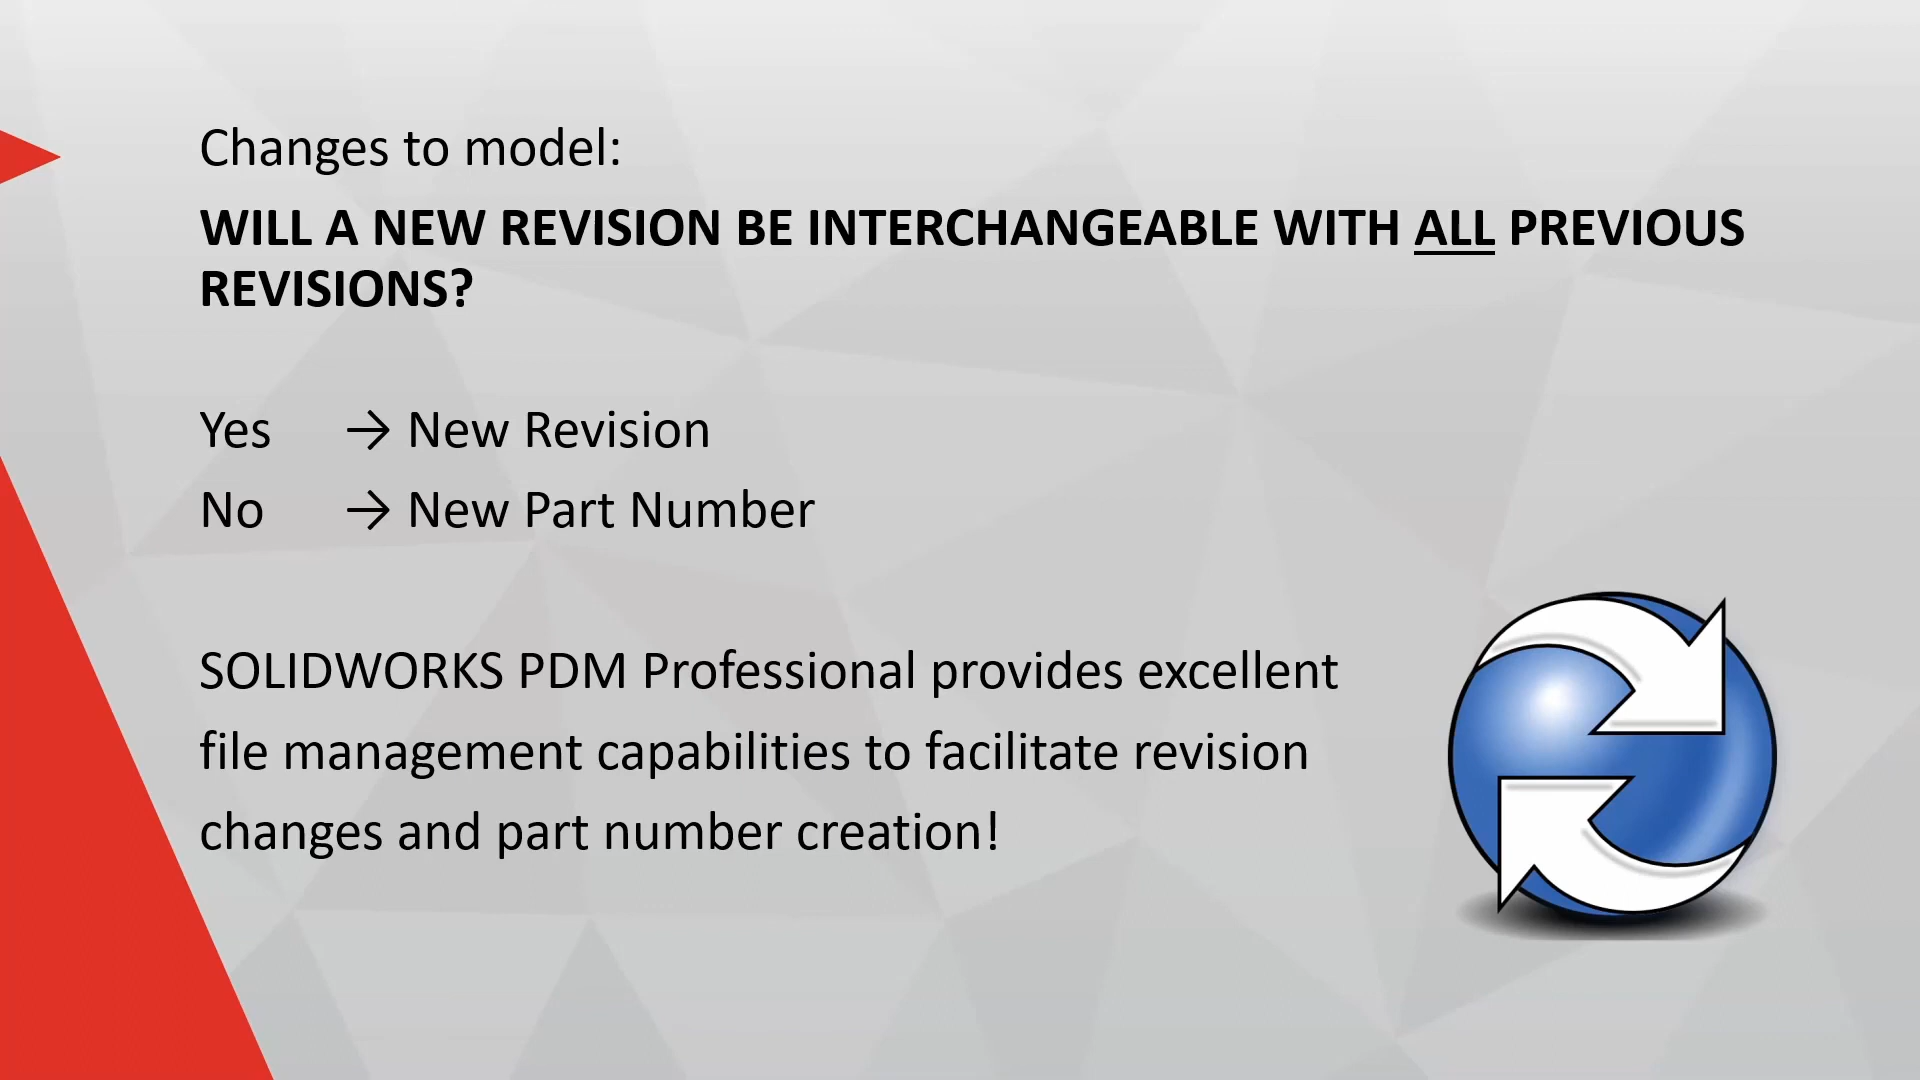 Changes to model:
WILL A NEW REVISION BE INTERCHANGEABLE WITH ALL PREVIOUS
REVISIONS?
Yes → New Revision
No → New Part Number
SOLIDWORKS PDM Professional provides excellent
file management capabilities to facilitate revision
changes and part number creation!